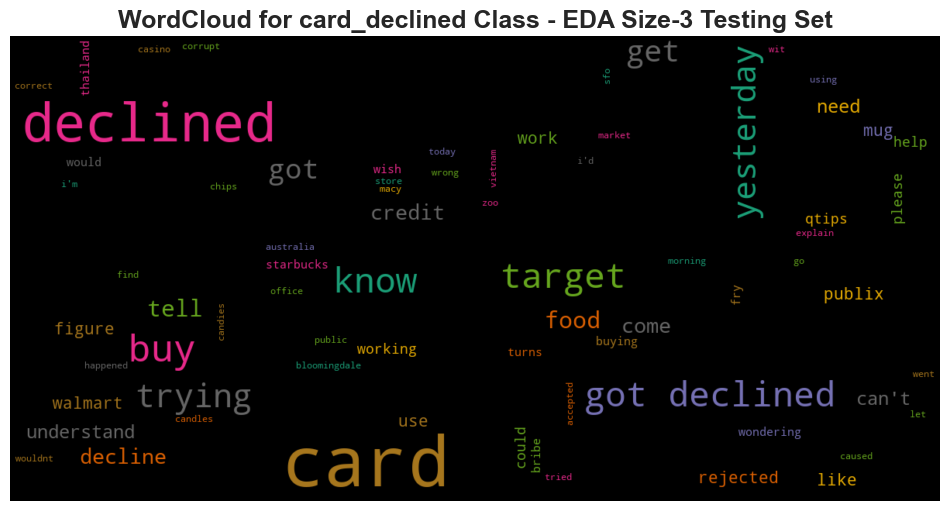 WordCloud for card_declined Class - EDA Size-3 Testing Set
correct
casino
corrupt
thailand
get
sfo
wit
yesterday
using
need
mug
help
declined
would
i'm
got
chips
wish
store
macy
today
wrong
credit
vietnam
zoo
work
market
i'd
please
qtips
explain
australia
starbucks
know
office
find
tell
candies
figure
buy
happened
public
working
bloomingdale
target
food
come
buying
turns
morning
go
fry
publix
trying
walmart
candles
understand
wouldnt
decline
use
card
accepted
got declined
can't
went
let
could
bribe
tried
wondering
caused
rejected
like